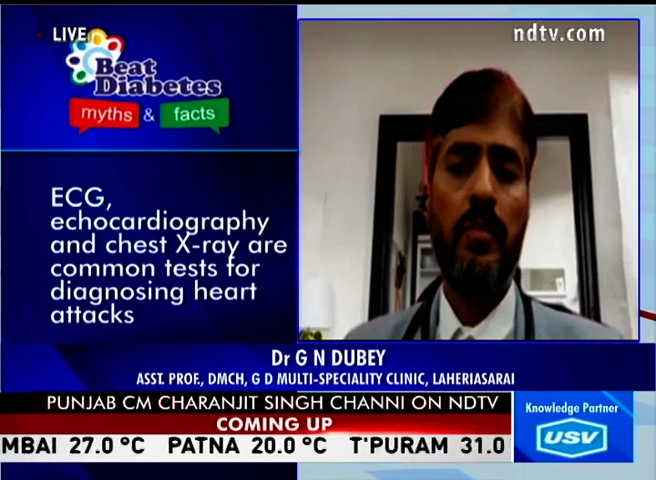 LIVE
ndtv.com
Beat
Diabetes
myths & facts
ECG,
echocardiography
and chest X-ray are
common tests for
diagnosing heart
attacks
Dr G N DUBEY
ASST. PROF., DMCH, G D MULTI-SPECIALITY CLINIC, LAHERIASARAI
PUNJAB CM CHARANJIT SINGH CHANNI ON NDTV
COMING UP
MBAI 27.0 °C PATNA 20.0 °C T'PURAM 31.0
Knowledge Partner
USV